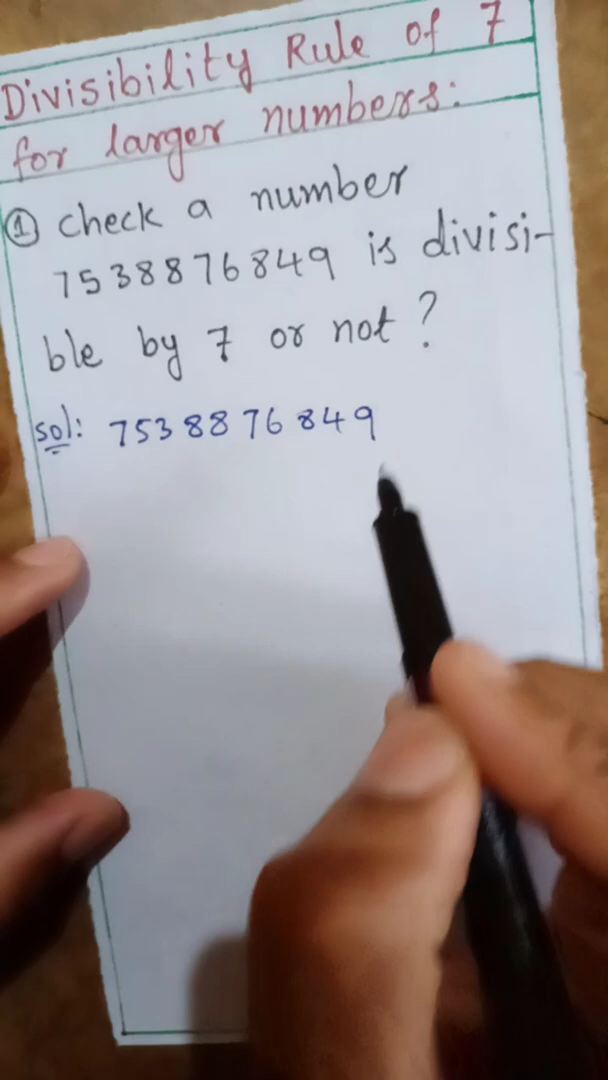 Divisibility Rule of 7
for larger numbers:
① check a number
7538876849 is divisi-
ble by 7 or not?
sol: 7538876849